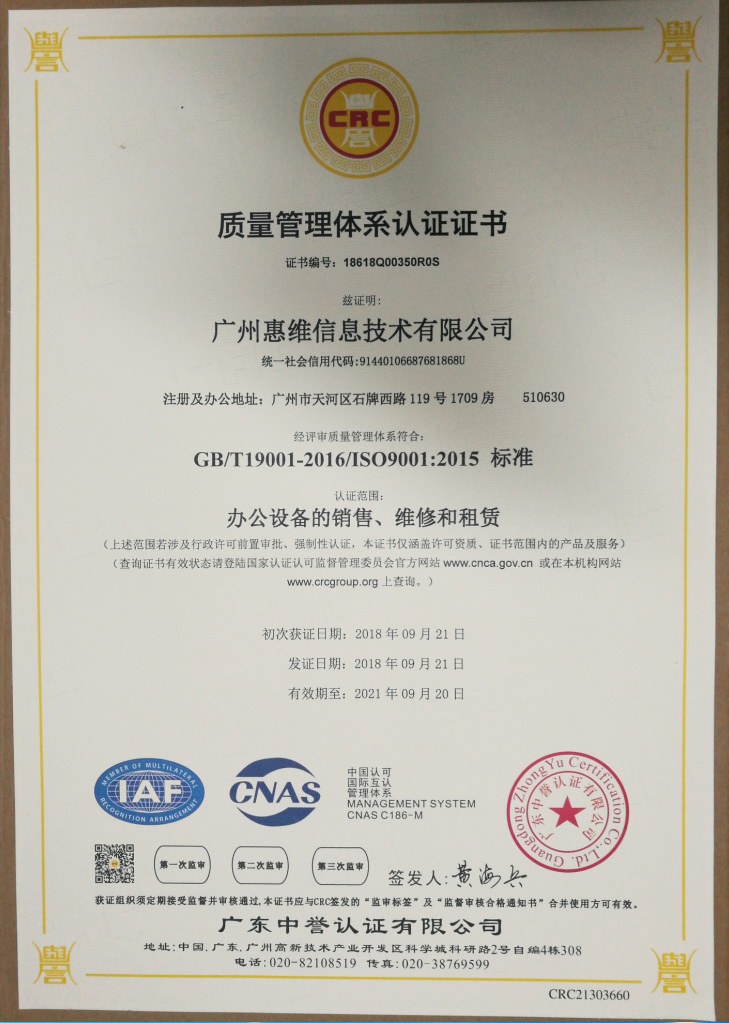 CRC
质量管理体系认证证书
证书编号：18618Q00350R0S
兹证明：
广州惠维信息技术有限公司
统一社会信用代码:91440106687681868U
注册及办公地址：广州市天河区石牌西路 119 号 1709 房 510630
经评审质量管理体系符合：
GB/T19001-2016/ISO9001:2015 标准
认证范围：
办公设备的销售、维修和租赁
（上述范围若涉及行政许可前置审批、强制性认证，本证书仅涵盖许可资质、证书范围内的产品及服务）
（查询证书有效状态请登陆国家认证认可监督管理委员会官方网站 www.cnca.gov.cn 或在本机构网站
www.crcgroup.org 上查询。）
初次获证日期：2018 年 09 月 21 日
发证日期：2018 年 09 月 21 日
有效期至：2021 年 09 月 20 日
MEMBER OF MULTILATERAL
IAF
RECOGNITION ARRANGEMENT
CNAS
中国认可
国际互认
管理体系
MANAGEMENT SYSTEM
CNAS C186-M
Guangdong ZhongYu Certification Co.,Ltd.
广东中誉认证有限公司
第一次监审
第二次监审
第三次监审
签发人:黄海兵
获证组织须定期接受监督并审核通过,本证书应与CRC签发的“监审标签”及“监督审核合格通知书”合并使用方可有效。
广东中誉认证有限公司
地址:中国、广东、广州高新技术产业开发区科学城科研路2号自编4栋308
电话:020-82108519 传真:020-38769599
CRC21303660